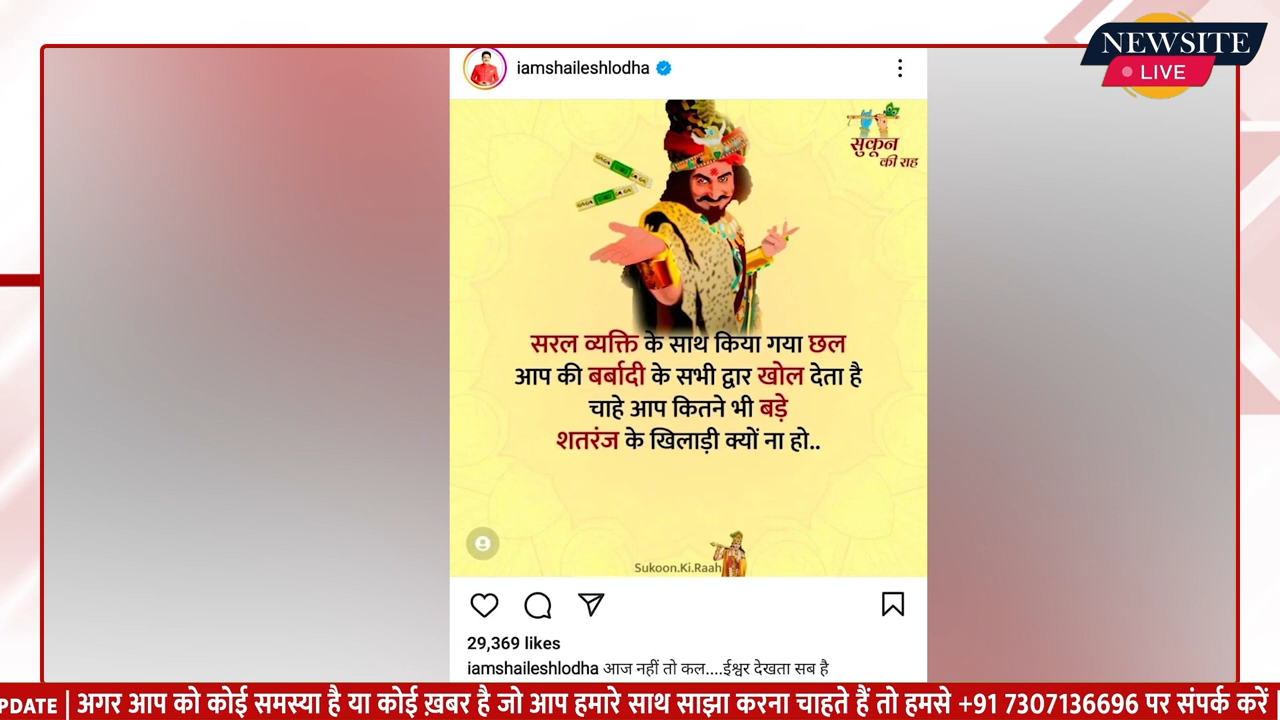 NEWSITE
LIVE
iamshaileshlodha
सुकून
की राह
सरल व्यक्ति के साथ किया गया छल
आप की बर्बादी के सभी द्वार खोल देता है
चाहे आप कितने भी बड़े
शतरंज के खिलाड़ी क्यों ना हो..
Sukoon.Ki.Raah
29,369 likes
iamshaileshlodha आज नहीं तो कल....ईश्वर देखता सब है
PDATE | अगर आप को कोई समस्या है या कोई ख़बर है जो आप हमारे साथ साझा करना चाहते हैं तो हमसे +91 7307136696 पर संपर्क करें